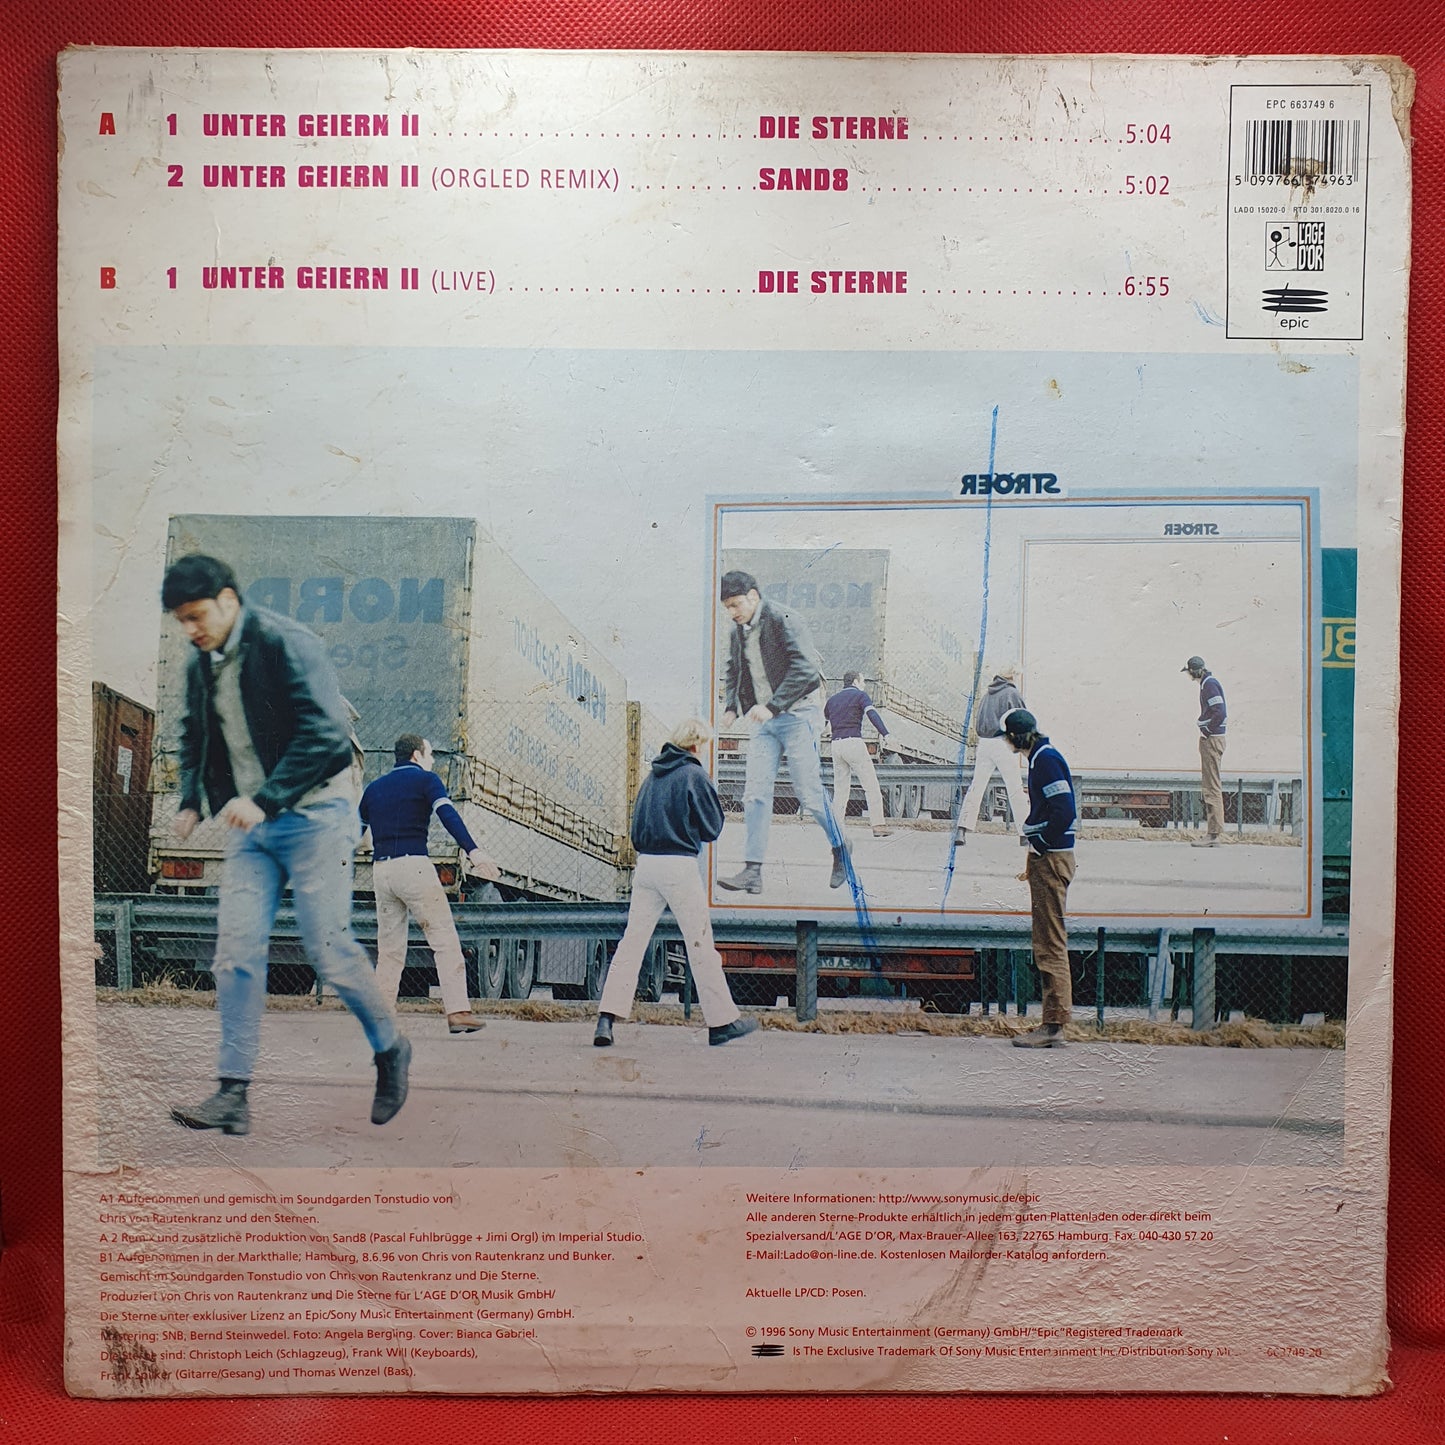 A 1 UNTER GEIERN II . . . . . . . . . . . . . . . . . . . . . . DIE STERNE . . . . . . . . . . . . . . 5:04
2 UNTER GEIERN II (ORGLED REMIX) . . . . . . . . . SAND8 . . . . . . . . . . . . . . . . . . 5:02
B 1 UNTER GEIERN II (LIVE) . . . . . . . . . . . . . . . . . DIE STERNE . . . . . . . . . . . . . . 6:55
EPC 663749 6
5 099766 374963
LADO 15020-0 RTD 301.8020.0 16
L'AGE
D'OR
epic
STRÖER
STRÖER
NORD
NORD
A1 Aufgenommen und gemischt im Soundgarden Tonstudio von
Chris von Rautenkranz und den Sternen.
A 2 Remix und zusätzliche Produktion von Sand8 (Pascal Fuhlbrügge + Jimi Orgl) im Imperial Studio.
B1 Aufgenommen in der Markthalle; Hamburg, 8.6.96 von Chris von Rautenkranz und Bunker.
Gemischt im Soundgarden Tonstudio von Chris von Rautenkranz und Die Sterne.
Produziert von Chris von Rautenkranz und Die Sterne für L'AGE D'OR Musik GmbH/
Die Sterne unter exklusiver Lizenz an Epic/Sony Music Entertainment (Germany) GmbH.
Mastering: SNB, Bernd Steinwedel. Foto: Angela Bergling. Cover: Bianca Gabriel.
Die Sterne sind: Christoph Leich (Schlagzeug), Frank Will (Keyboards),
Frank Spilker (Gitarre/Gesang) und Thomas Wenzel (Bass).
Weitere Informationen: http://www.sonymusic.de/epic
Alle anderen Sterne-Produkte erhältlich in jedem guten Plattenladen oder direkt beim
Spezialversand/L'AGE D'OR, Max-Brauer-Allee 163, 22765 Hamburg. Fax: 040-430 57 20
E-Mail:Lado@on-line.de. Kostenlosen Mailorder-Katalog anfordern.
Aktuelle LP/CD: Posen.
© 1996 Sony Music Entertainment (Germany) GmbH/"Epic"Registered Trademark
Is The Exclusive Trademark Of Sony Music Entertainment Inc./Distribution Sony 663749-20